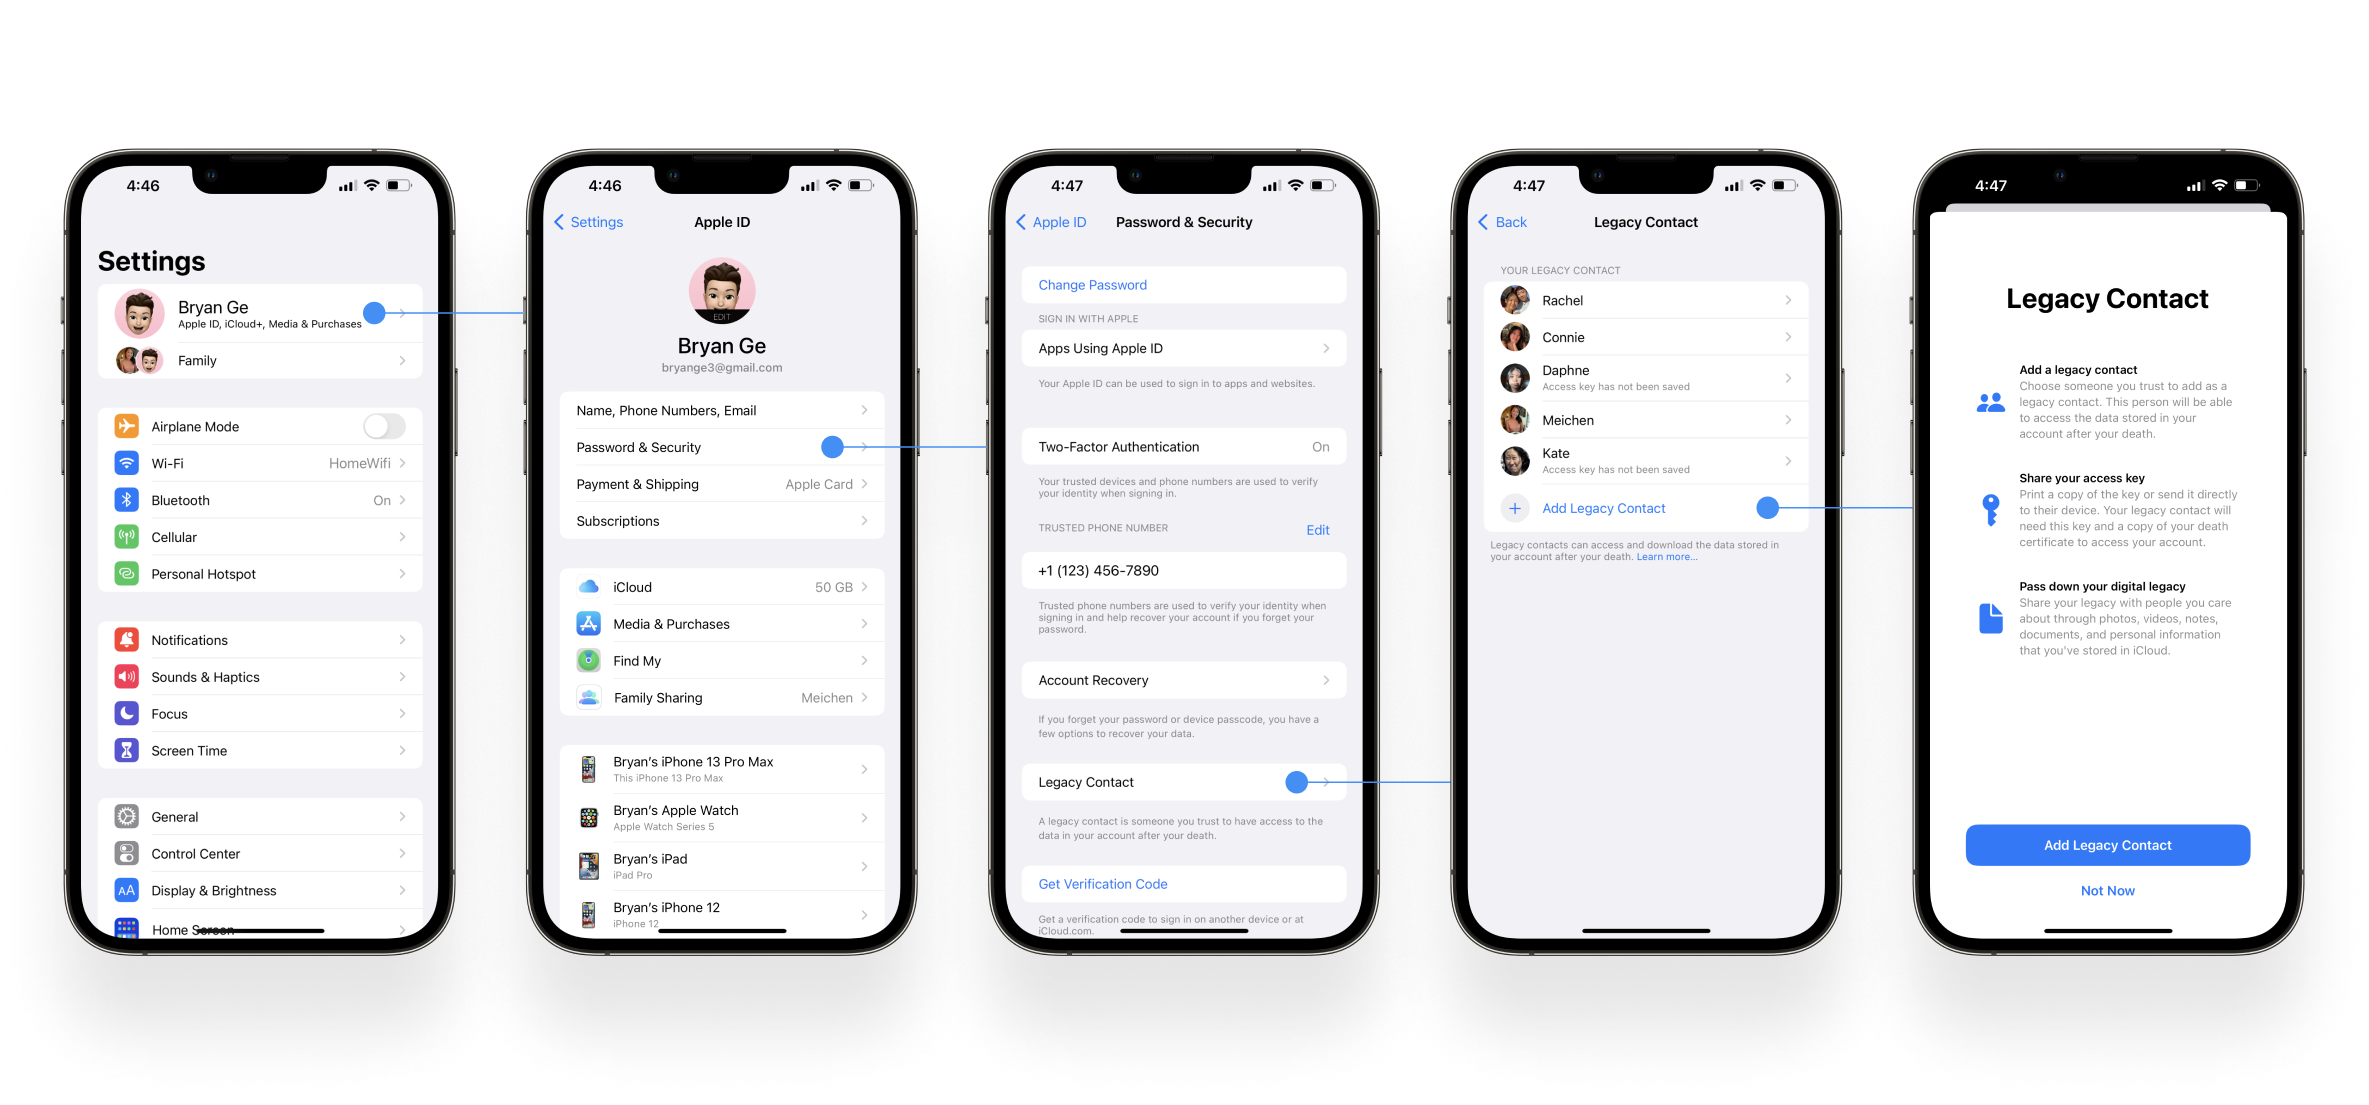 4:46
Settings
Bryan Ge
Apple ID, iCloud+, Media & Purchases
Family
Airplane Mode
Wi-Fi HomeWifi
Bluetooth On
Cellular
Personal Hotspot
Notifications
Sounds & Haptics
Focus
Screen Time
General
Control Center
AA Display & Brightness
Home Screen
4:46
Settings Apple ID
EDIT
Bryan Ge
bryange3@gmail.com
Name, Phone Numbers, Email
Password & Security
Payment & Shipping Apple Card
Subscriptions
iCloud 50 GB
Media & Purchases
Find My
Family Sharing Meichen
Bryan's iPhone 13 Pro Max
This iPhone 13 Pro Max
Bryan's Apple Watch
Apple Watch Series 5
Bryan's iPad
iPad Pro
Bryan's iPhone 12
iPhone 12
4:47
Apple ID Password & Security
Change Password
SIGN IN WITH APPLE
Apps Using Apple ID
Your Apple ID can be used to sign in to apps and websites.
Two-Factor Authentication On
Your trusted devices and phone numbers are used to verify
your identity when signing in.
TRUSTED PHONE NUMBER Edit
+1 (123) 456-7890
Trusted phone numbers are used to verify your identity when
signing in and help recover your account if you forget your
password.
Account Recovery
If you forget your password or device passcode, you have a
few options to recover your data.
Legacy Contact
A legacy contact is someone you trust to have access to the
data in your account after your death.
Get Verification Code
Get a verification code to sign in on another device or at
iCloud.com.
4:47
Back Legacy Contact
YOUR LEGACY CONTACT
Rachel
Connie
Daphne
Access key has not been saved
Meichen
Kate
Access key has not been saved
Add Legacy Contact
Legacy contacts can access and download the data stored in
your account after your death. Learn more...
4:47
Legacy Contact
Add a legacy contact
Choose someone you trust to add as a
legacy contact. This person will be able
to access the data stored in your
account after your death.
Share your access key
Print a copy of the key or send it directly
to their device. Your legacy contact will
need this key and a copy of your death
certificate to access your account.
Pass down your digital legacy
Share your legacy with people you care
about through photos, videos, notes,
documents, and personal information
that you've stored in iCloud.
Add Legacy Contact
Not Now